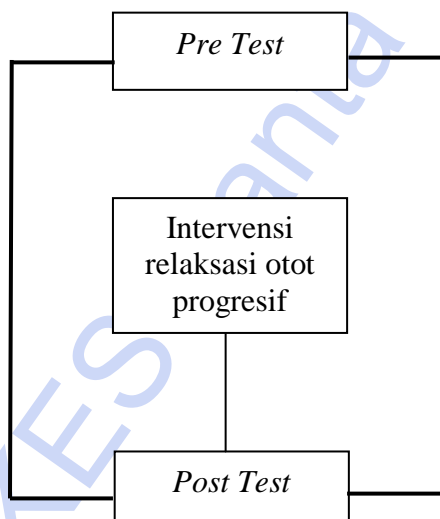 Pre Test
Intervensi
relaksasi otot
progresif
Post Test